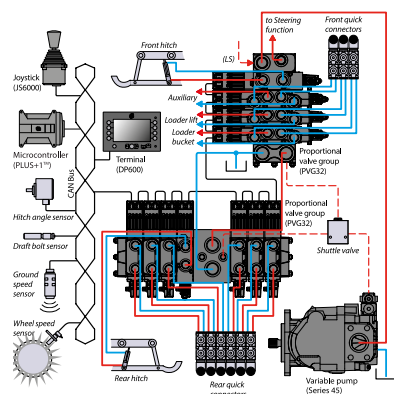 Front hitch
to Steering
function
Front quick
connectors
(LS)
Joystick
(JS6000)
Auxiliary
Loader lift
Loader
bucket
Microcontroller
(PLUS+1™)
Terminal
(DP600)
Proportional
valve group
(PVG32)
CAN Bus
Hitch angle sensor
Proportional
valve group
(PVG32)
Draft bolt sensor
Shuttle valve
Ground
speed
sensor
Wheel speed
sensor
Rear hitch
Rear quick
connectors
Variable pump
(Series 45)